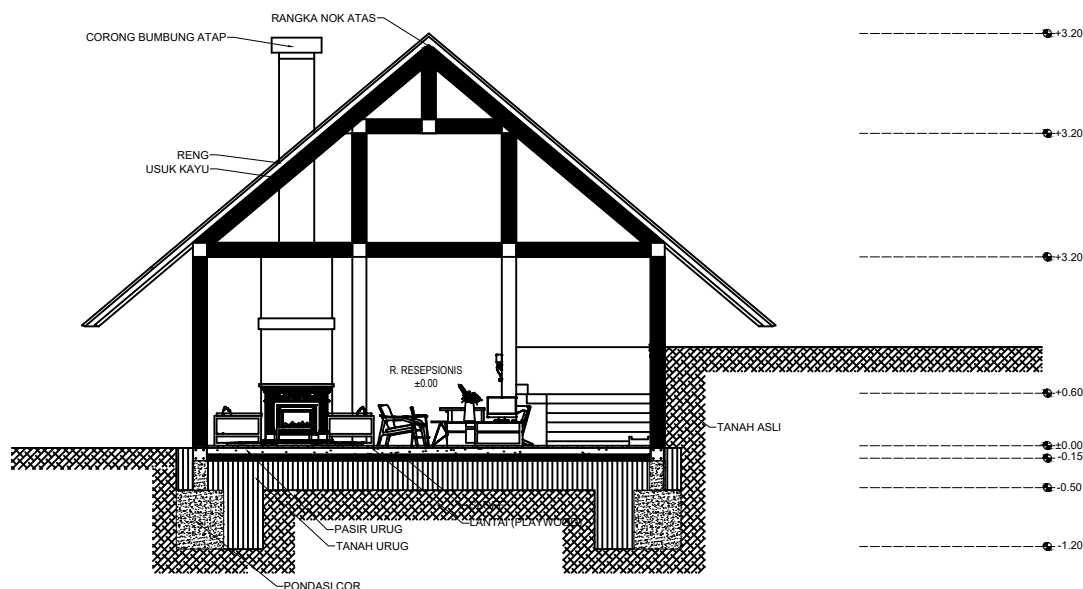 RANGKA NOK ATAS
CORONG BUMBUNG ATAP
+3.20
+3.20
RENG
USUK KAYU
+3.20
R. RESEPSIONIS
±0.00
+0.60
TANAH ASLI
±0.00
-0.15
-0.50
LANTAI (PLAYWOOD)
PASIR URUG
TANAH URUG
-1.20
PONDASI COR